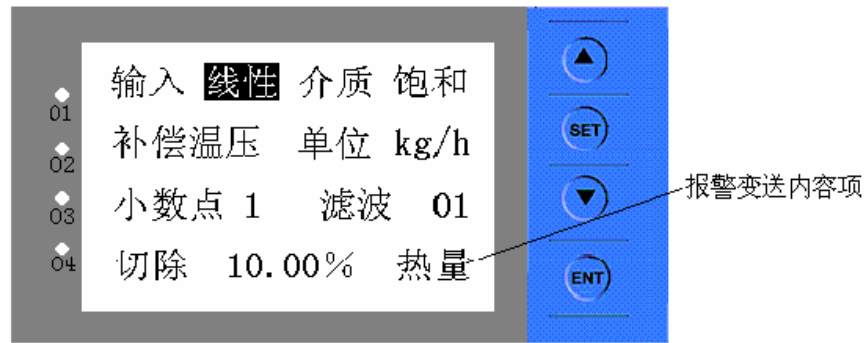 输入 线性 介质 饱和
补偿温压 单位 kg/h
小数点 1 滤波 01
切除 10.00% 热量
01
02
03
04
SET
ENT
报警变送内容项